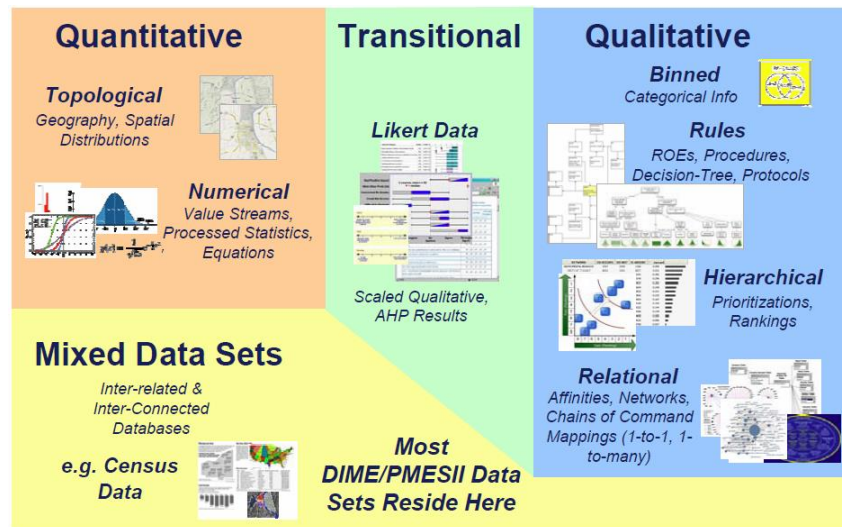 Quantitative
Topological
Geography, Spatial
Distributions
Numerical
Value Streams,
Processed Statistics,
Equations
Transitional
Likert Data
Scaled Qualitative,
AHP Results
Qualitative
Binned
Categorical Info
Rules
ROEs, Procedures,
Decision-Tree, Protocols
Hierarchical
Prioritizations,
Rankings
Relational
Affinities, Networks,
Chains of Command
Mappings (1-to-1, 1-
to-many)
Mixed Data Sets
Inter-related &
Inter-Connected
Databases
e.g. Census
Data
Most
DIME/PMESII Data
Sets Reside Here